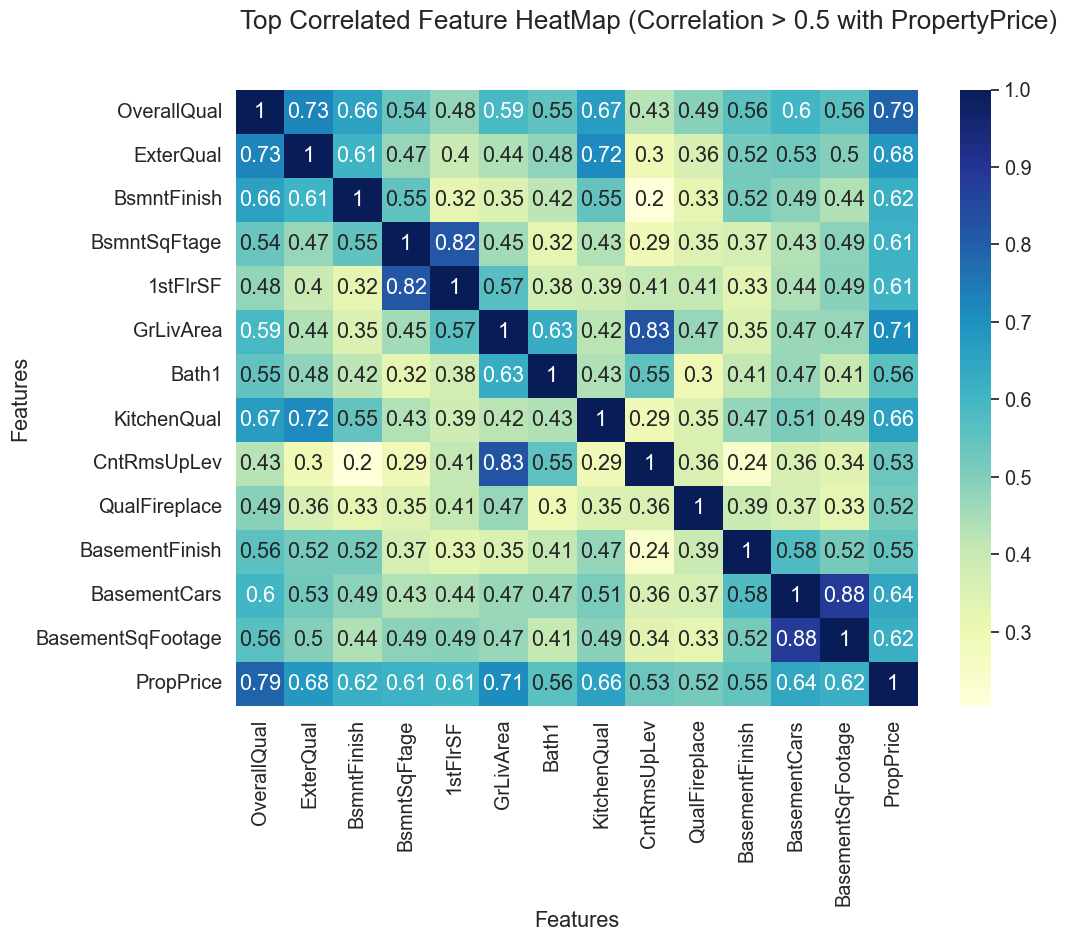 Top Correlated Feature HeatMap (Correlation > 0.5 with PropertyPrice)
OverallQual 1 0.73 0.66 0.54 0.48 0.59 0.55 0.67 0.43 0.49 0.56 0.6 0.56 0.79
ExterQual 0.73 1 0.61 0.47 0.4 0.44 0.48 0.72 0.3 0.36 0.52 0.53 0.5 0.68
BsmntFinish 0.66 0.61 1 0.55 0.32 0.35 0.42 0.55 0.2 0.33 0.52 0.49 0.44 0.62
BsmntSqFtage 0.54 0.47 0.55 1 0.82 0.45 0.32 0.43 0.29 0.35 0.37 0.43 0.49 0.61
1stFlrSF 0.48 0.4 0.32 0.82 1 0.57 0.38 0.39 0.41 0.41 0.33 0.44 0.49 0.61
GrLivArea 0.59 0.44 0.35 0.45 0.57 1 0.63 0.42 0.83 0.47 0.35 0.47 0.47 0.71
Bath1 0.55 0.48 0.42 0.32 0.38 0.63 1 0.43 0.55 0.3 0.41 0.47 0.41 0.56
KitchenQual 0.67 0.72 0.55 0.43 0.39 0.42 0.43 1 0.29 0.35 0.47 0.51 0.49 0.66
CntRmsUpLev 0.43 0.3 0.2 0.29 0.41 0.83 0.55 0.29 1 0.36 0.24 0.36 0.34 0.53
QualFireplace 0.49 0.36 0.33 0.35 0.41 0.47 0.3 0.35 0.36 1 0.39 0.37 0.33 0.52
BasementFinish 0.56 0.52 0.52 0.37 0.33 0.35 0.41 0.47 0.24 0.39 1 0.58 0.52 0.55
BasementCars 0.6 0.53 0.49 0.43 0.44 0.47 0.47 0.51 0.36 0.37 0.58 1 0.88 0.64
BasementSqFootage 0.56 0.5 0.44 0.49 0.49 0.47 0.41 0.49 0.34 0.33 0.52 0.88 1 0.62
PropPrice 0.79 0.68 0.62 0.61 0.61 0.71 0.56 0.66 0.53 0.52 0.55 0.64 0.62 1
Features
OverallQual
ExterQual
BsmntFinish
BsmntSqFtage
1stFlrSF
GrLivArea
Bath1
KitchenQual
CntRmsUpLev
QualFireplace
BasementFinish
BasementCars
BasementSqFootage
PropPrice
Features
1.0
0.9
0.8
0.7
0.6
0.5
0.4
0.3